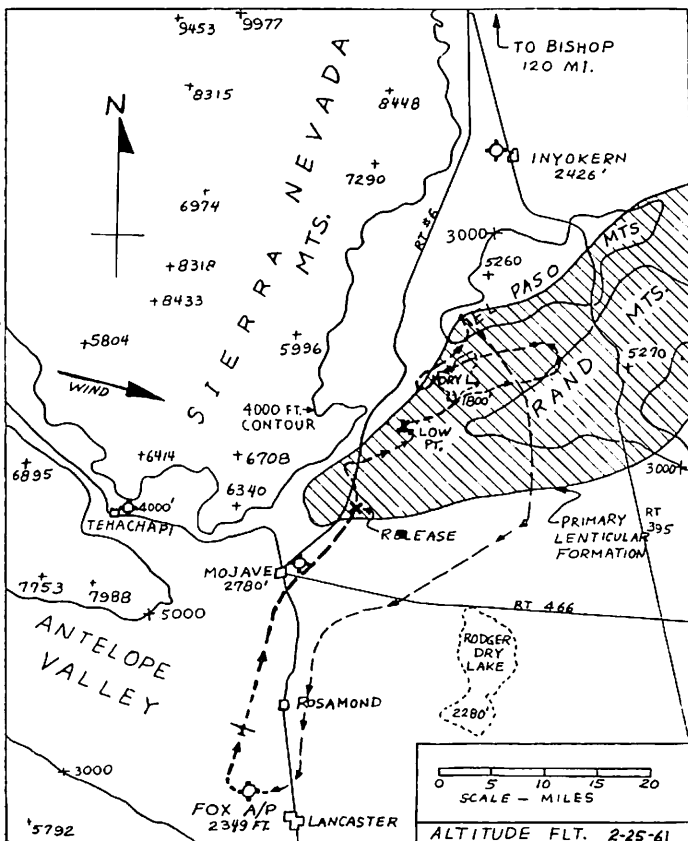 +9453
+9977
TO BISHOP
120 MI.
N
+8315
+8448
SIERRA NEVADA
MTS.
INYOKERN
2426'
7290+
6974
+
RT #6
3000
MTS
+5260
+8318
+8433
EL PASO
MTS.
+5804
5996
WIND
DRY L.
1800'
RAND
5270
4000 FT.
CONTOUR
LOW
PT.
+6414
+6708
6895
6340
3000
4000'
TEHACHAPI
RELEASE
PRIMARY
LENTICULAR
FORMATION
RT
395
MOJAVE
2780'
7753
+7988
5000
RT 466
ANTELOPE
VALLEY
RODGER
DRY
LAKE
ROSAMOND
2280'
3000
0 5 10 15 20
SCALE – MILES
FOX A/P
2349 FT.
LANCASTER
+5792
ALTITUDE FLT. 2-25-61